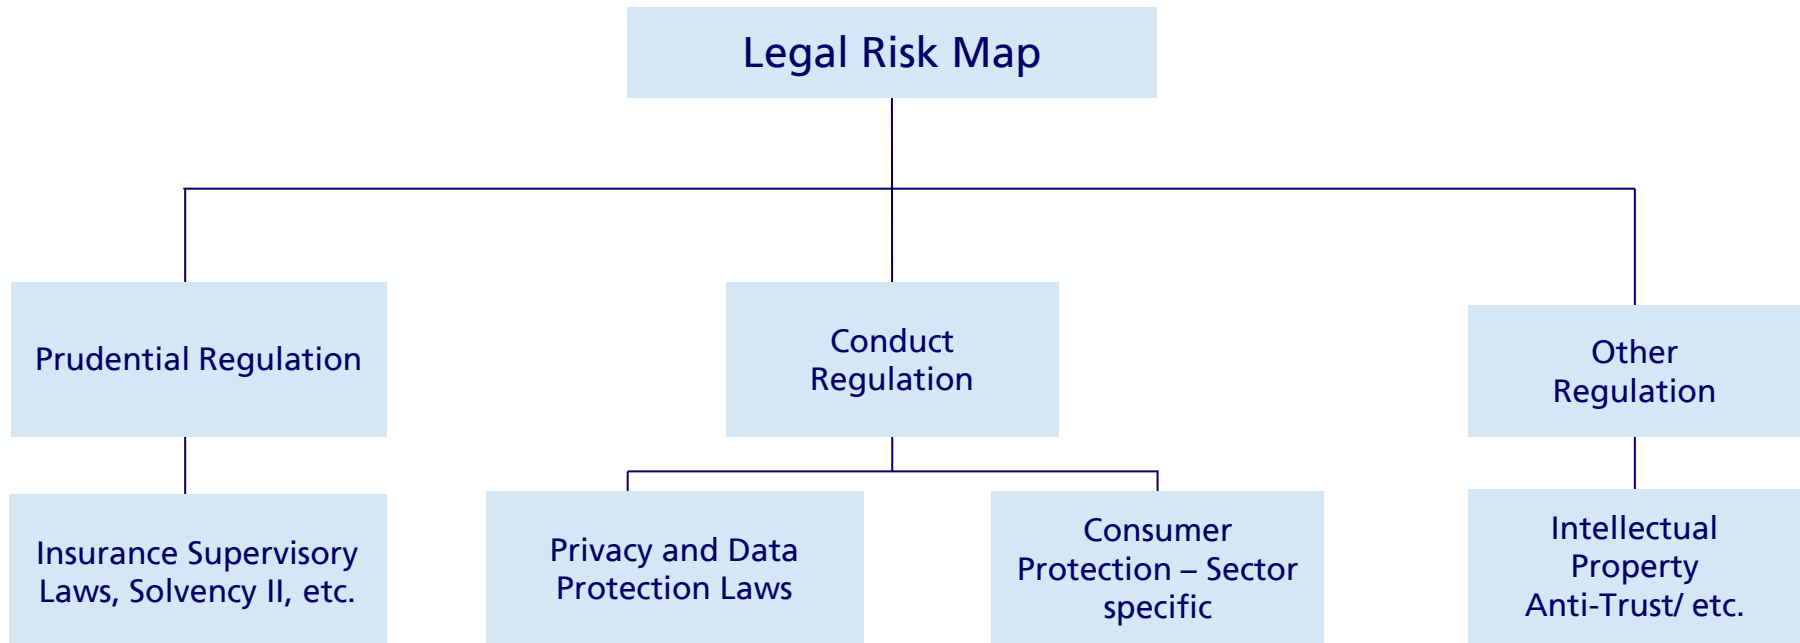 Legal Risk Map
Prudential Regulation
Conduct
Regulation
Other
Regulation
Insurance Supervisory
Laws, Solvency II, etc.
Privacy and Data
Protection Laws
Consumer
Protection – Sector
specific
Intellectual
Property
Anti-Trust/ etc.